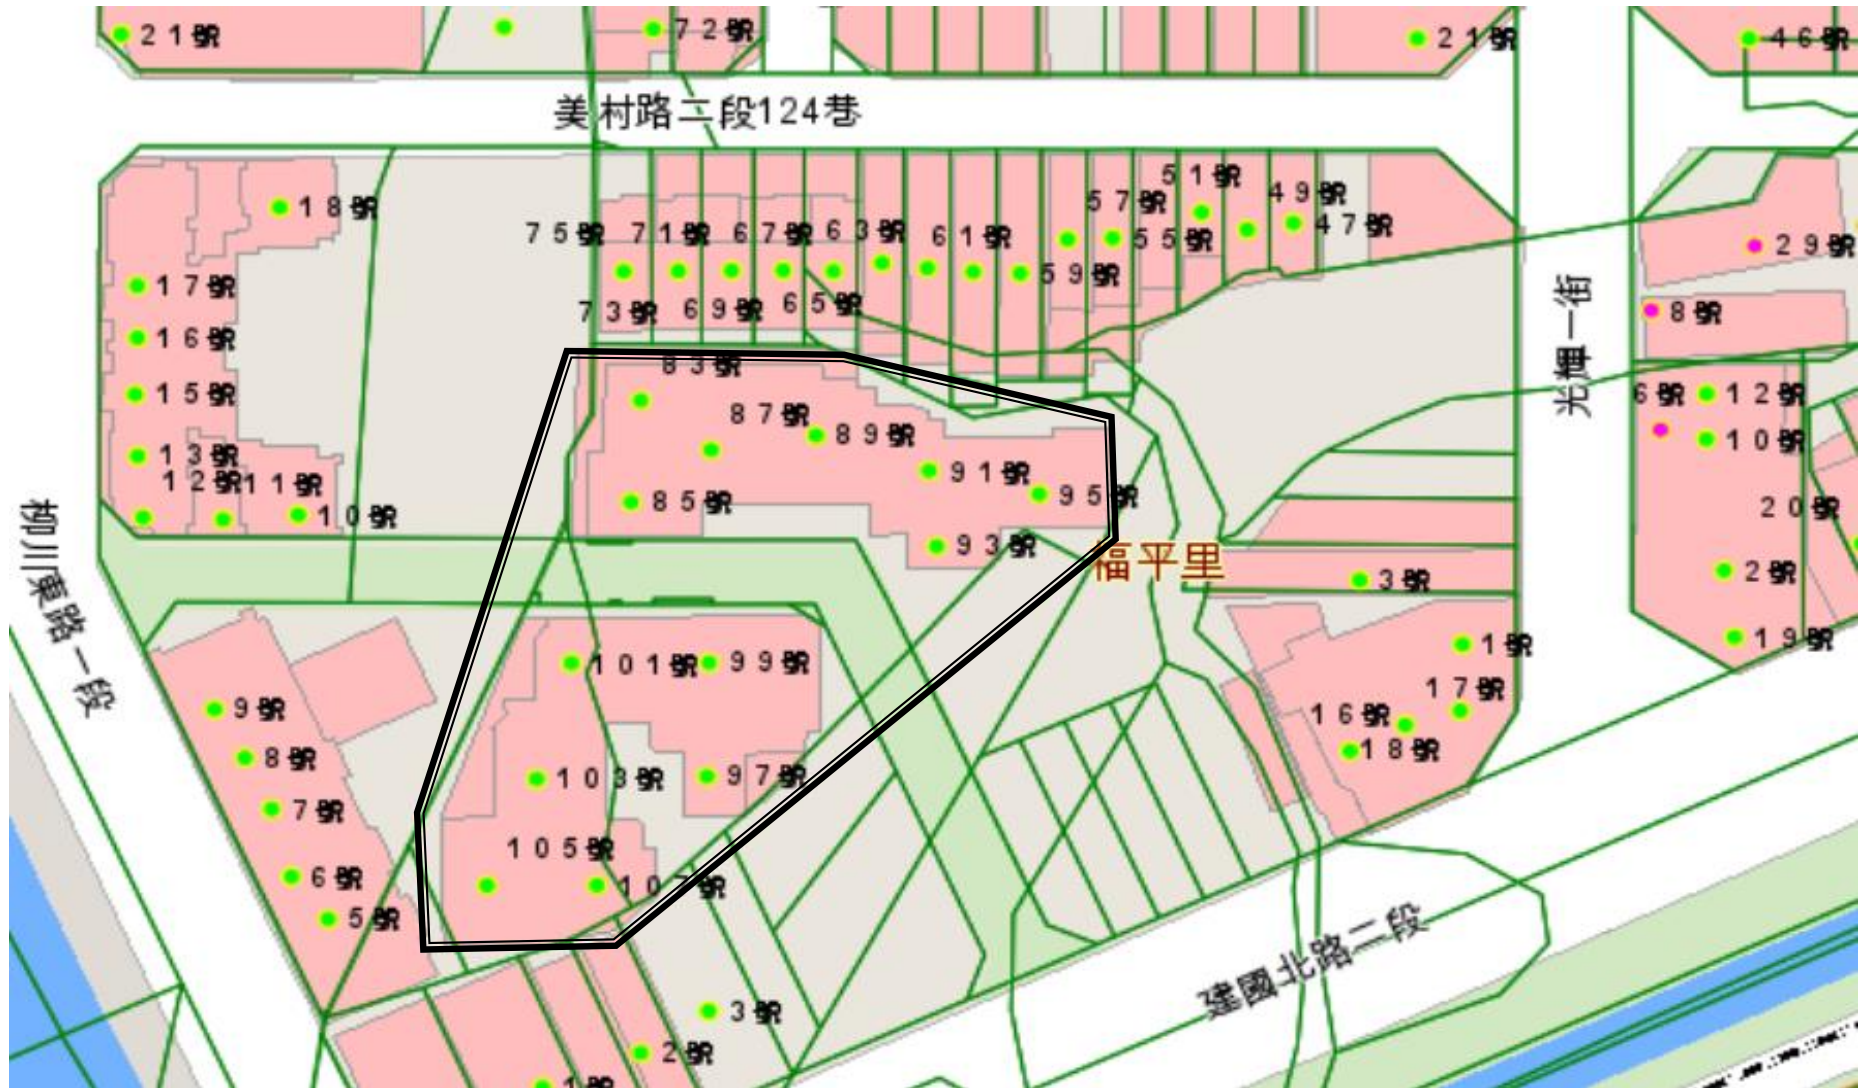 21號
72號
21號
46號
美村路二段124巷
18號
51號
49號
57號
47號
75號
71號
67號
63號
61號
55號
29號
17號
59號
73號
69號
65號
8號
16號
光輝一街
83號
15號
87號
6號
12號
89號
10號
13號
91號
12號
11號
95號
85號
20號
10號
93號
柳川東路一段
福平里
3號
2號
101號
99號
1號
19號
17號
9號
16號
8號
18號
103號
97號
7號
105號
6號
107號
5號
建國北路二段
3號
2號
1號